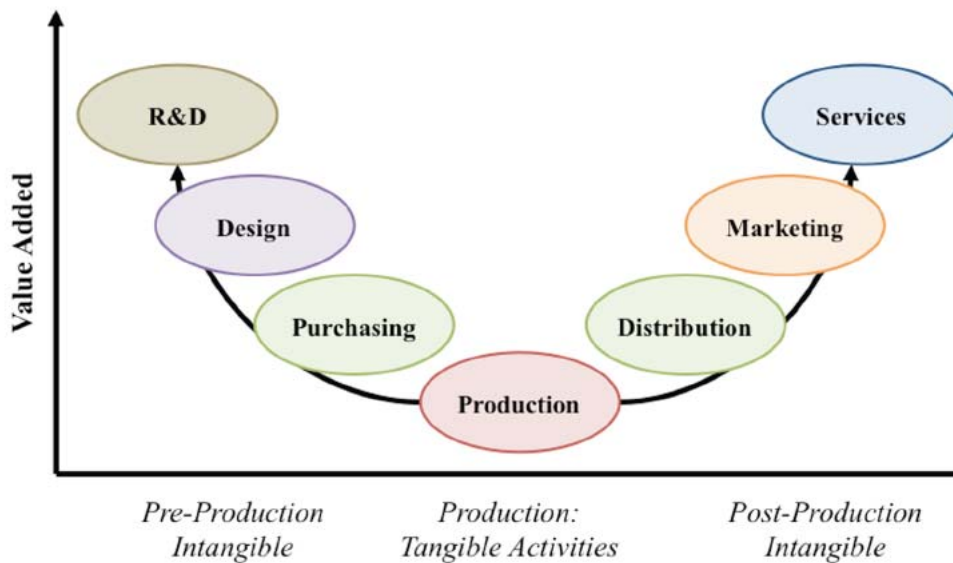 Value Added
R&D
Services
Design
Marketing
Purchasing
Distribution
Production
Pre-Production
Intangible
Production:
Tangible Activities
Post-Production
Intangible